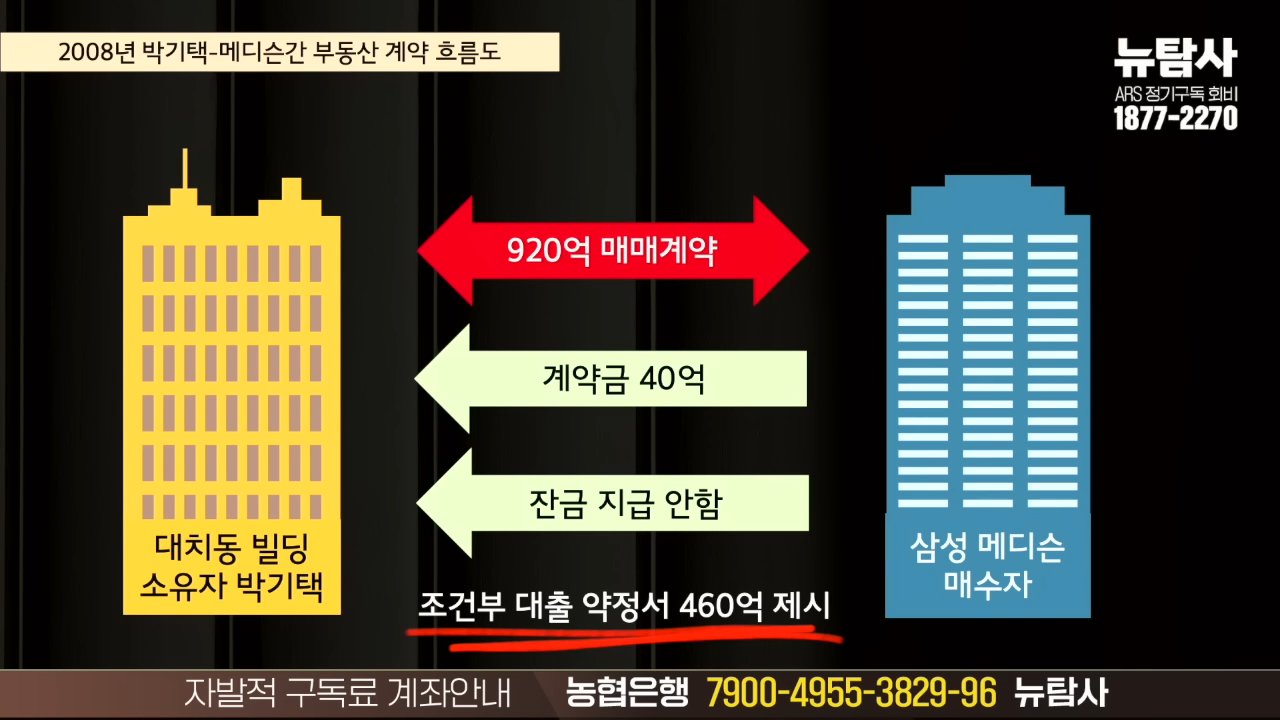 2008년 박기택-메디슨간 부동산 계약 흐름도
뉴탐사
ARS 정기구독 회비
1877-2270
920억 매매계약
계약금 40억
잔금 지급 안함
대치동 빌딩
소유자 박기택
삼성 메디슨
매수자
조건부 대출 약정서 460억 제시
자발적 구독료 계좌안내 농협은행 7900-4955-3829-96 뉴탐사